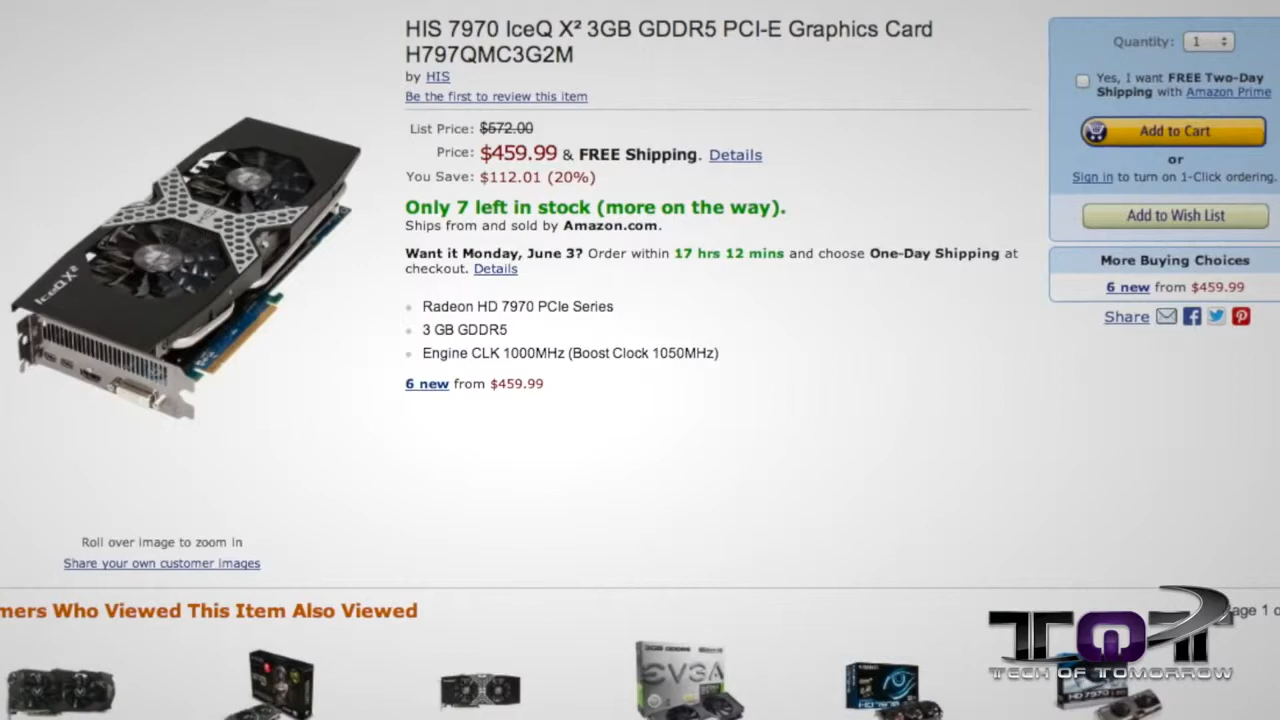 HIS 7970 IceQ X² 3GB GDDR5 PCI-E Graphics Card
H797QMC3G2M
by HIS
Be the first to review this item
List Price: $572.00
Price: $459.99 & FREE Shipping. Details
You Save: $112.01 (20%)
Only 7 left in stock (more on the way).
Ships from and sold by Amazon.com.
Want it Monday, June 3? Order within 17 hrs 12 mins and choose One-Day Shipping at
checkout. Details
Radeon HD 7970 PCIe Series
3 GB GDDR5
Engine CLK 1000MHz (Boost Clock 1050MHz)
6 new from $459.99
Quantity: 1
Yes, I want FREE Two-Day
Shipping with Amazon Prime
Add to Cart
or
Sign in to turn on 1-Click ordering.
Add to Wish List
More Buying Choices
6 new from $459.99
Share
IceQ X²
Roll over image to zoom in
Share your own customer images
mers Who Viewed This Item Also Viewed
age 1 o
EVGA
HD 7970
TOT
TECH OF TOMORROW